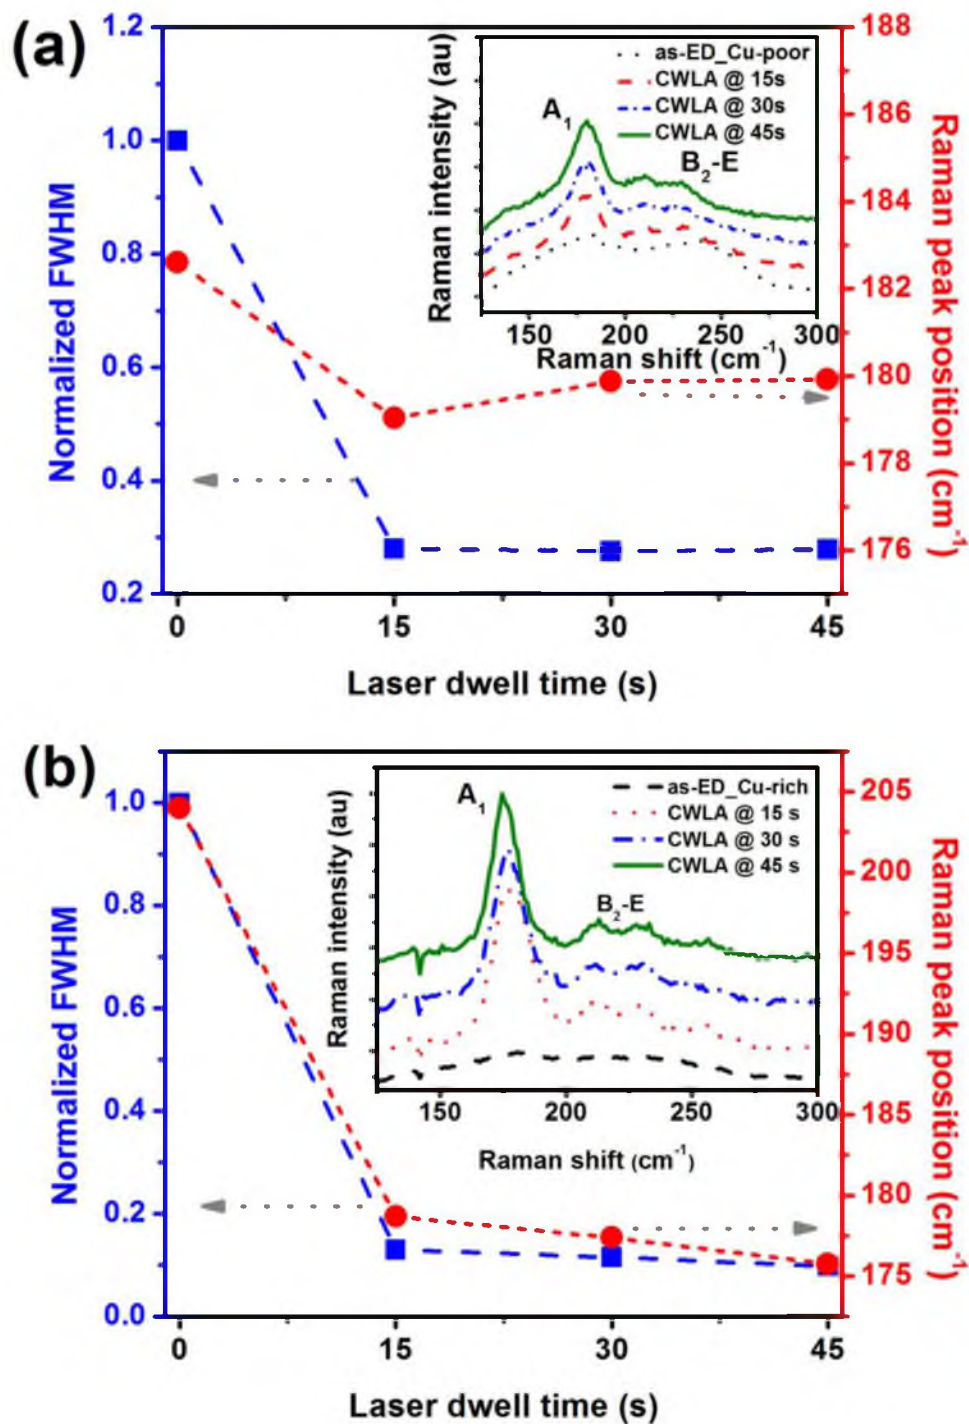 (a)
1.2
1.0
0.8
0.6
0.4
0.2
Normalized FWHM
188
186
184
182
180
178
176
Raman peak position (cm⁻¹)
0
15
30
45
Laser dwell time (s)
Raman intensity (au)
as-ED_Cu-poor
CWLA @ 15s
CWLA @ 30s
CWLA @ 45s
A₁
B₂-E
150
200
250
300
Raman shift (cm⁻¹)
(b)
1.0
0.8
0.6
0.4
0.2
0.0
Normalized FWHM
205
200
195
190
185
180
175
Raman peak position (cm⁻¹)
0
15
30
45
Laser dwell time (s)
Raman intensity (au)
as-ED_Cu-rich
CWLA @ 15 s
CWLA @ 30 s
CWLA @ 45 s
A₁
B₂-E
150
200
250
300
Raman shift (cm⁻¹)